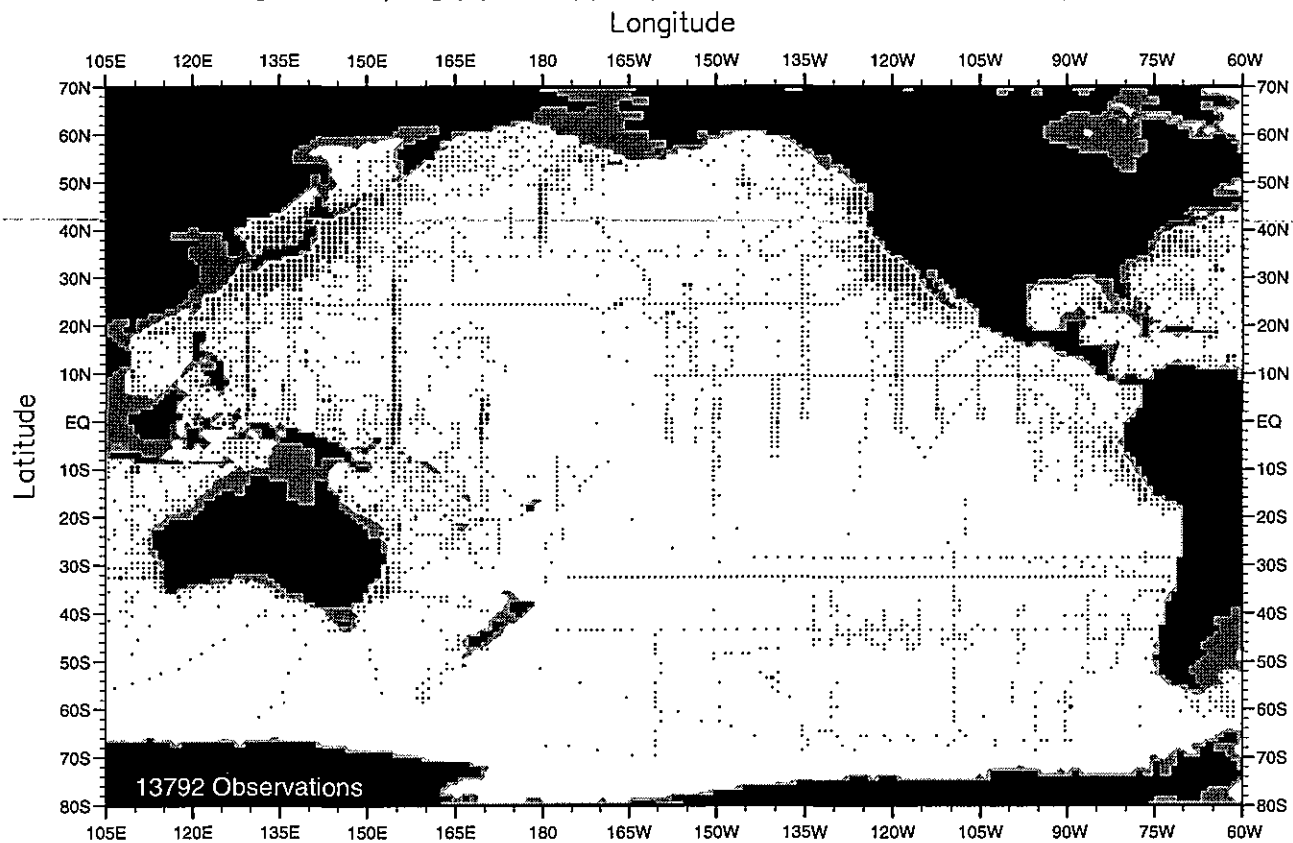 Longitude
105E 120E 135E 150E 165E 180 165W 150W 135W 120W 105W 90W 75W 60W
70N 70N
60N 60N
50N 50N
40N 40N
30N 30N
20N 20N
10N 10N
EQ EQ
Latitude
10S 10S
20S 20S
30S 30S
40S 40S
50S 50S
60S 60S
70S 70S
13792 Observations
80S 80S
105E 120E 135E 150E 165E 180 165W 150W 135W 120W 105W 90W 75W 60W